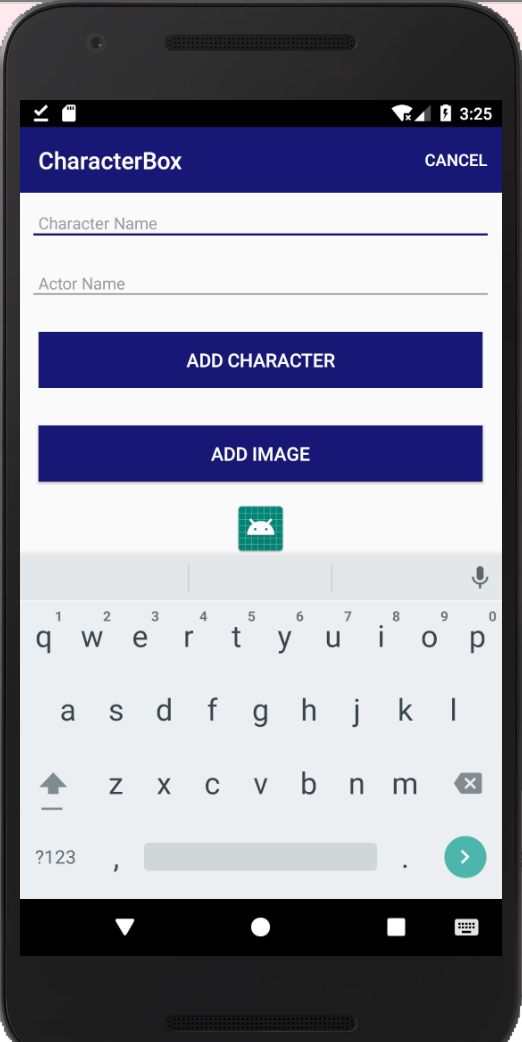 3:25
CharacterBox CANCEL
Character Name
Actor Name
ADD CHARACTER
ADD IMAGE
1 2 3 4 5 6 7 8 9 0
q w e r t y u i o p
a s d f g h j k l
z x c v b n m
?123 , .